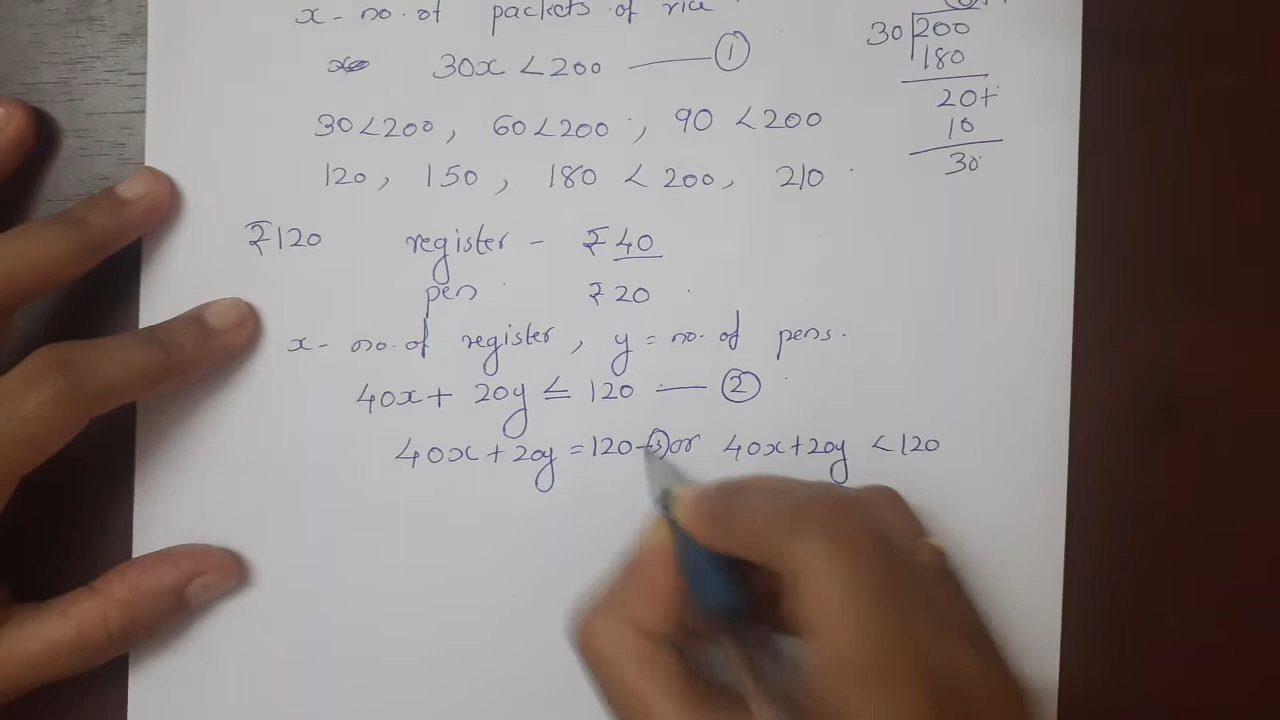 x - no. of packets of rice
30x < 200 —— 1
30 < 200, 60 < 200, 90 < 200
120, 150, 180 < 200, 210
₹120 register - ₹40
pen ₹20
x - no. of register, y = no. of pens.
40x + 20y ≤ 120 —— 2
40x + 20y = 120 - 3 or 40x + 20y < 120
30 200
180
20+
10
30